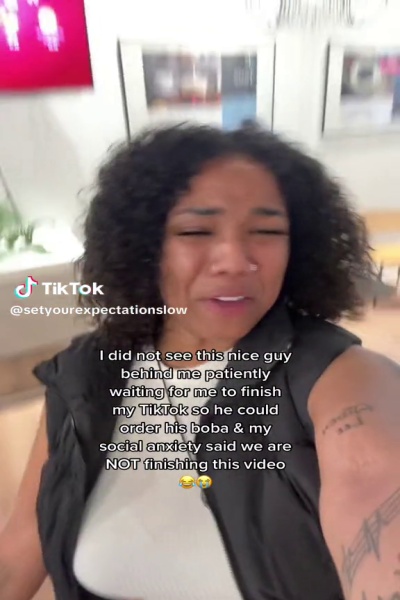 TikTok
@setyourexpectationslow
I did not see this nice guy
behind me patiently
waiting for me to finish
my TikTok so he could
order his boba & my
social anxiety said we are
NOT finishing this video
😂😭